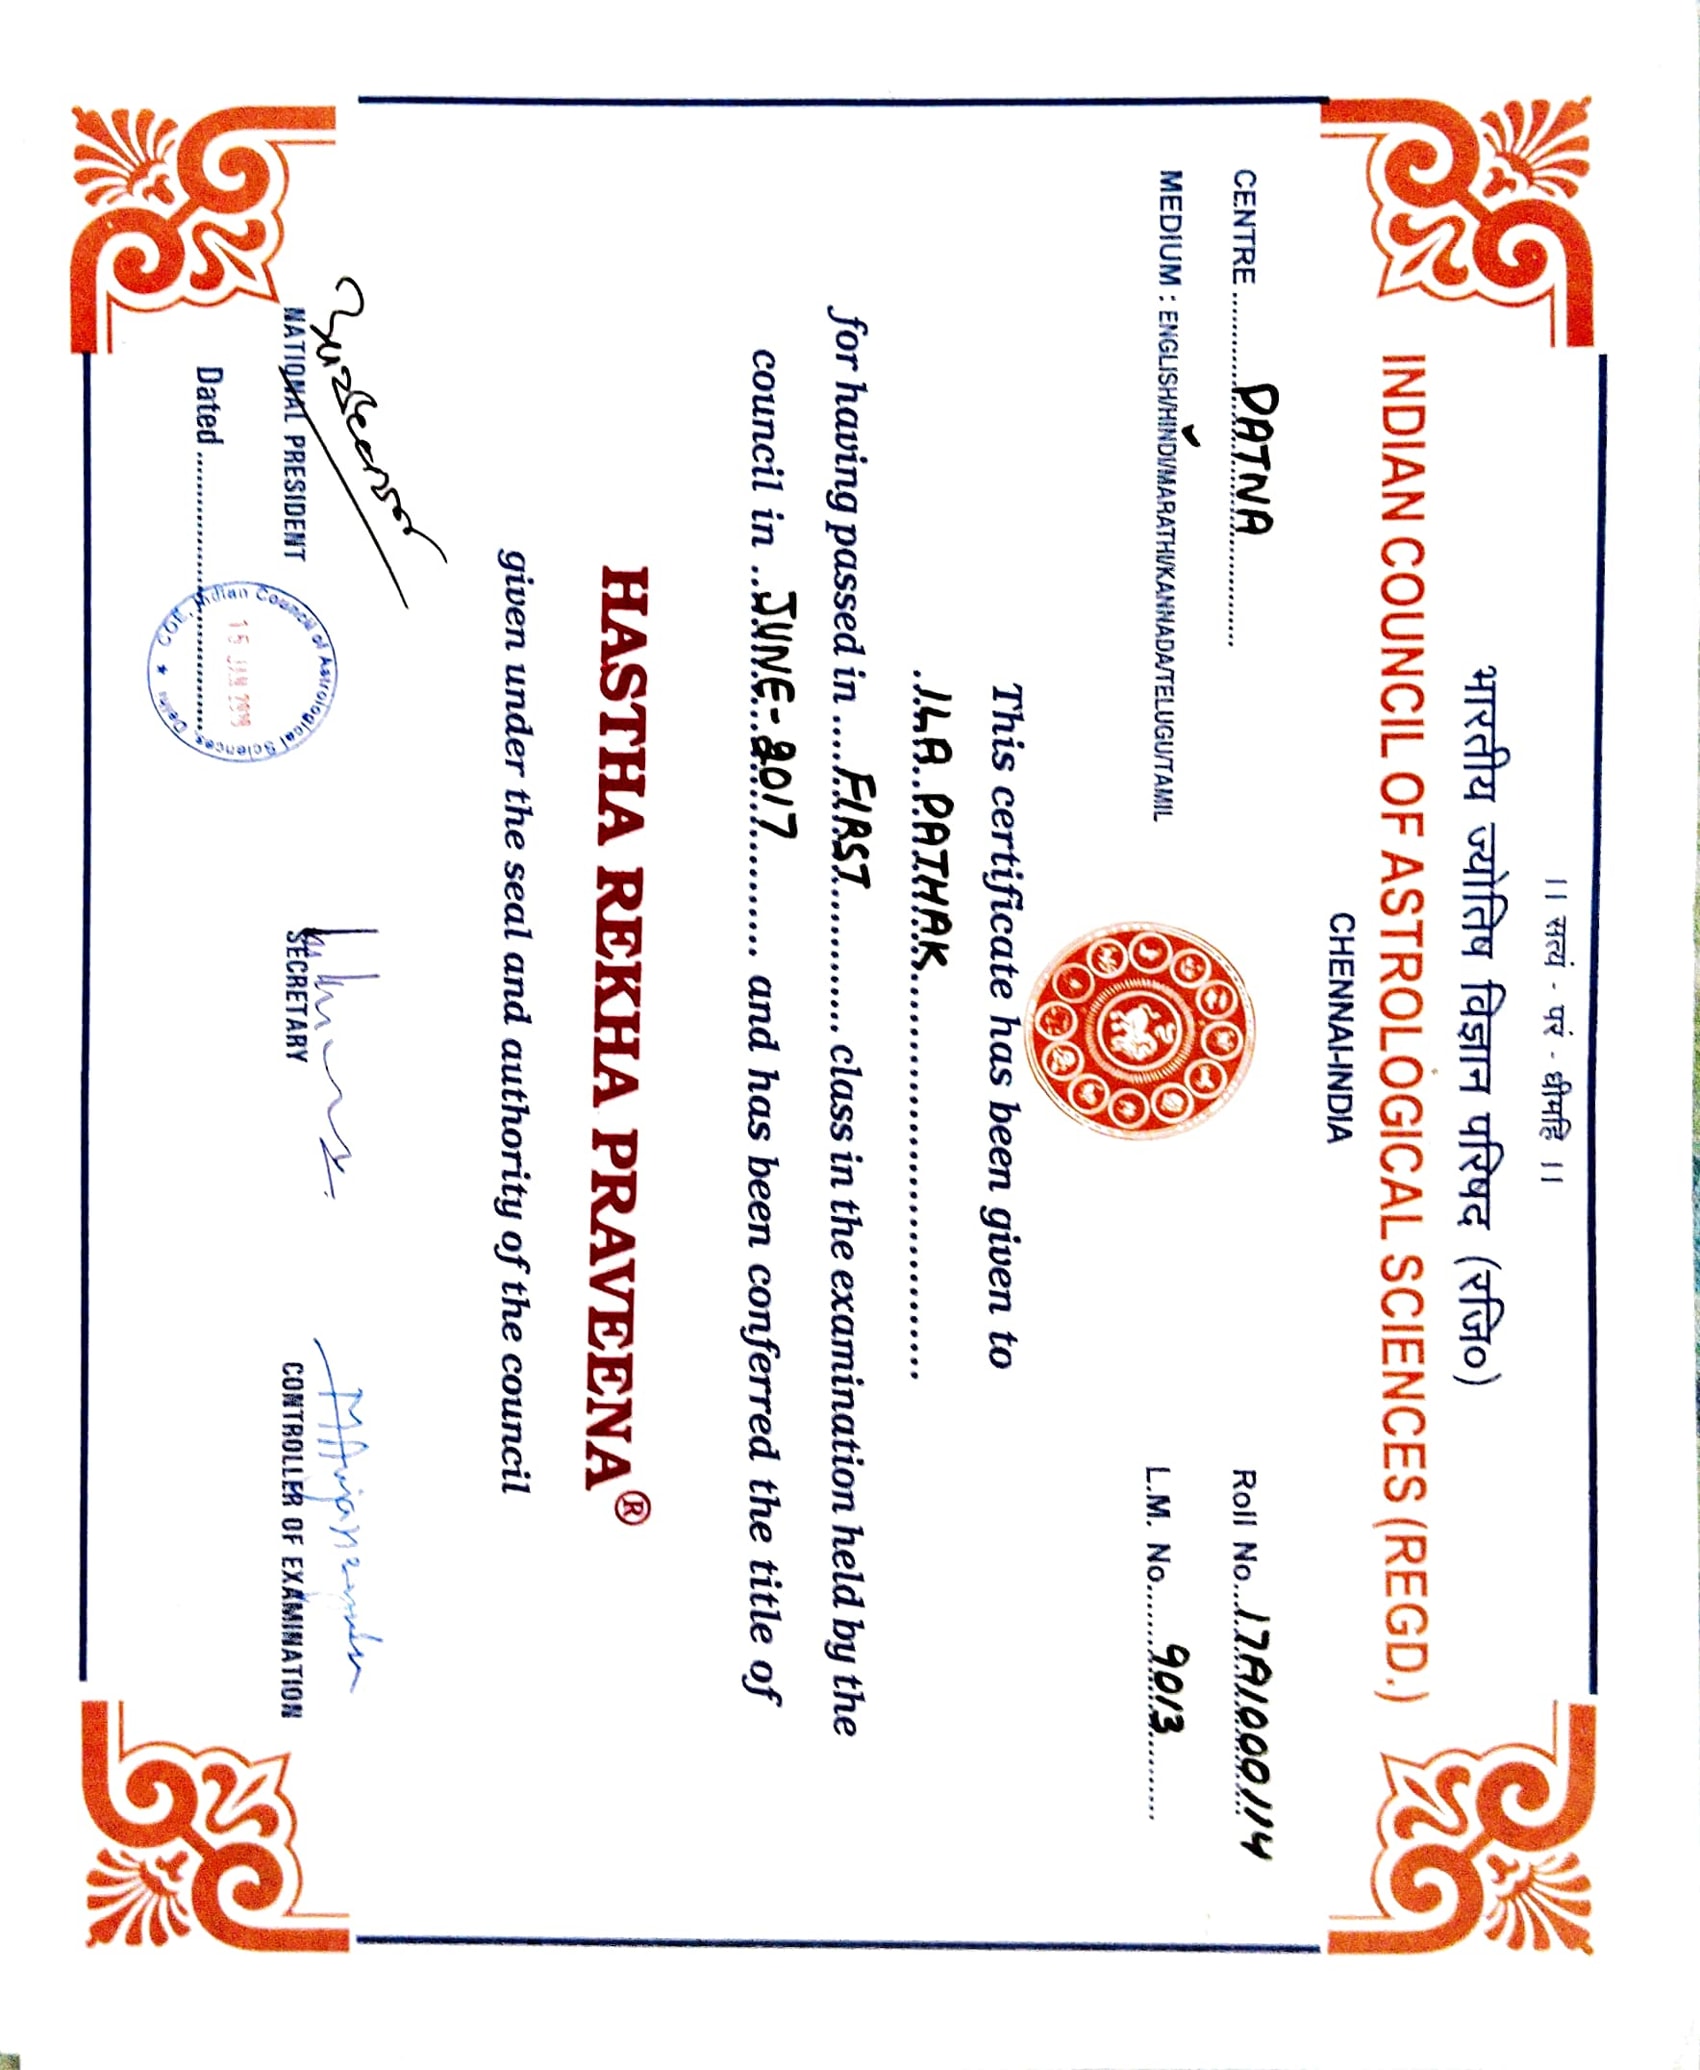 ।। सत्यं - परं - धीमहि ।।
भारतीय ज्योतिष विज्ञान परिषद (रजि०)
INDIAN COUNCIL OF ASTROLOGICAL SCIENCES (REGD.)
CHENNAI-INDIA
CENTRE ........PATNA........ Roll No...17A1000114
MEDIUM : ENGLISH/HINDI/MARATHI/KANNADA/TELUGU/TAMIL L.M. No......9013.........
This certificate has been given to
..ILA PATHAK........................
for having passed in ....FIRST............ class in the examination held by the
council in ..JUNE-2017.......... and has been conferred the title of
HASTHA REKHA PRAVEENA®
given under the seal and authority of the council
NATIONAL PRESIDENT SECRETARY CONTROLLER OF EXAMINATION
Dated ........................
COE, Indian Council of Astrological Sciences, Delhi ★
15 JAN